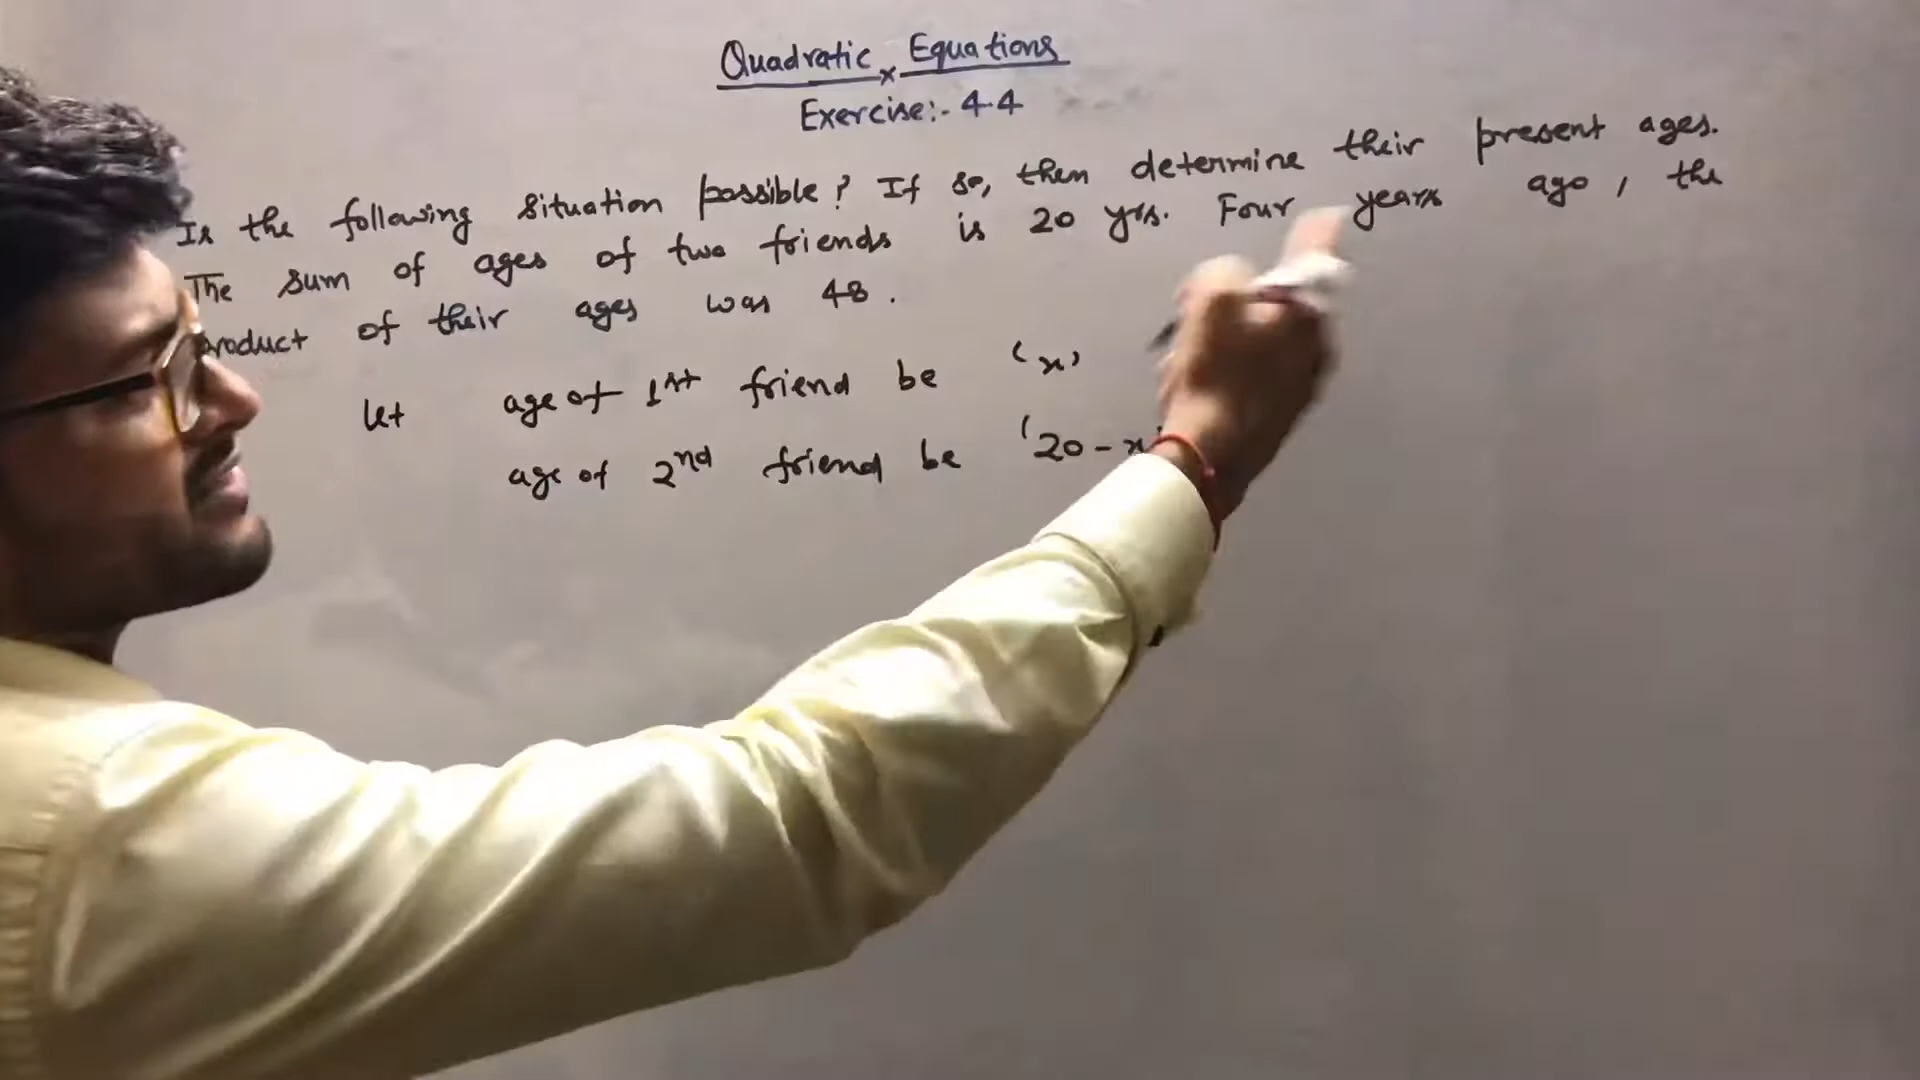 Quadratic Equations
Exercise:- 4.4
Is the following situation possible? If so, then determine their present ages.
The sum of ages of two friends is 20 yrs. Four years ago, the
product of their ages was 48.
let age of 1st friend be 'x'
age of 2nd friend be '20-x'